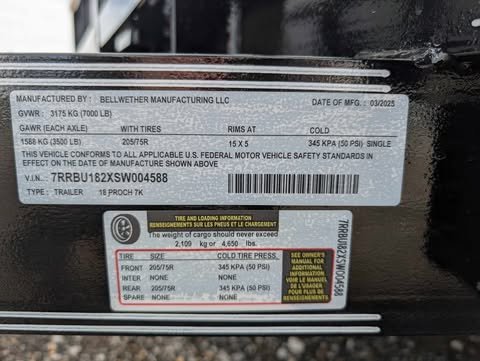 MANUFACTURED BY : BELLWETHER MANUFACTURING LLC DATE OF MFG. : 03/2025
GVWR : 3175 KG (7000 LB)
GAWR (EACH AXLE) WITH TIRES RIMS AT COLD
1588 KG (3500 LB) 205/75R 15 X 5 345 KPA (50 PSI) SINGLE
THIS VEHICLE CONFORMS TO ALL APPLICABLE U.S. FEDERAL MOTOR VEHICLE SAFETY STANDARDS IN
EFFECT ON THE DATE OF MANUFACTURE SHOWN ABOVE
V.I.N.: 7RRBU182XSW004588
TYPE : TRAILER 18 PROCH 7K
TIRE AND LOADING INFORMATION
RENSEIGNEMENTS SUR LES PNEUS ET LE CHARGEMENT
The weight of cargo should never exceed
2,109 kg or 4,650 lbs.
TIRE SIZE COLD TIRE PRESS.
FRONT 205/75R 345 KPA (50 PSI)
INTER NONE NONE
REAR 205/75R 345 KPA (50 PSI)
SPARE NONE NONE
SEE OWNER'S
MANUAL FOR
ADDITIONAL
INFORMATION
VOIR LE MANUEL
DE L'USAGER
POUR PLUS DE
RENSEIGNEMENTS
7RRBU182XSW004588